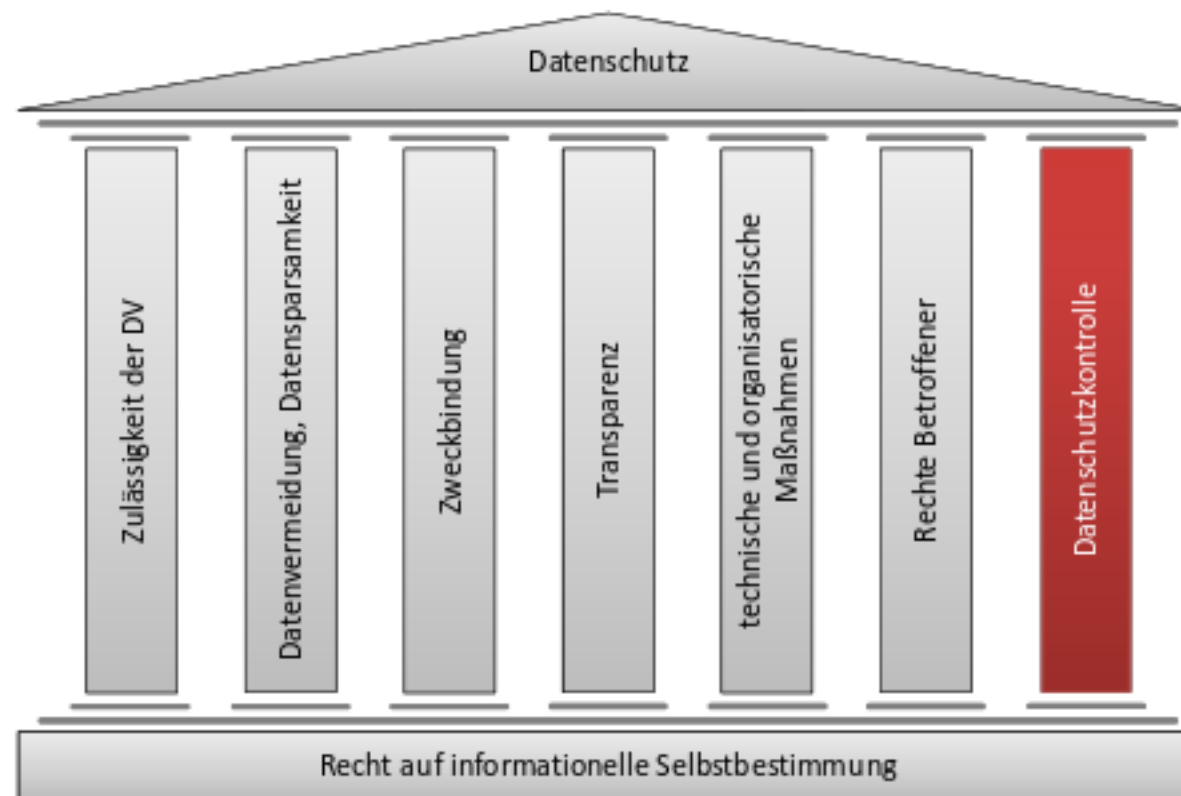 Datenschutz
Zulässigkeit der DV
Datenvermeidung, Datensparsamkeit
Zweckbindung
Transparenz
technische und organisatorische
Maßnahmen
Rechte Betroffener
Datenschutzkontrolle
Recht auf informationelle Selbstbestimmung